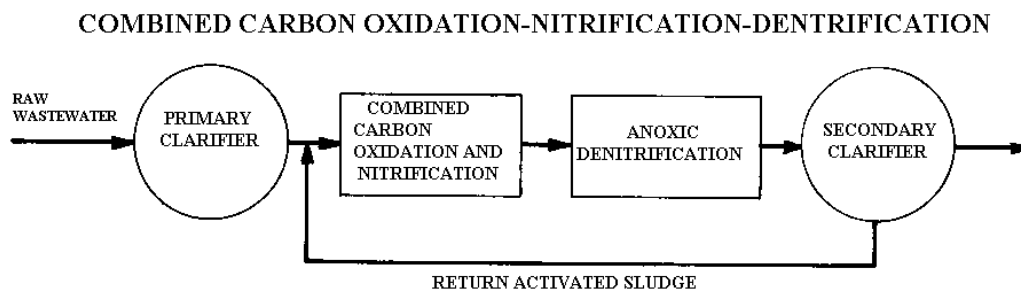 COMBINED CARBON OXIDATION-NITRIFICATION-DENTRIFICATION
RAW
WASTEWATER
PRIMARY
CLARIFIER
COMBINED
CARBON
OXIDATION AND
NITRIFICATION
ANOXIC
DENITRIFICATION
SECONDARY
CLARIFIER
RETURN ACTIVATED SLUDGE